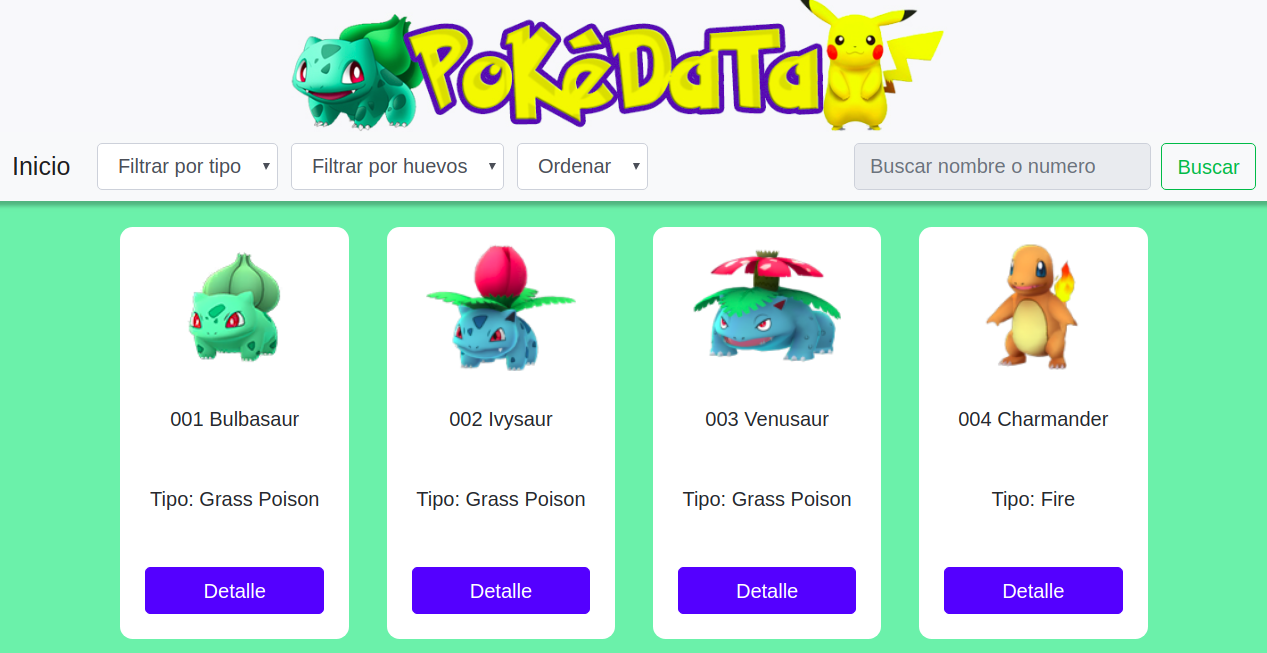 PoKéDaTa
Inicio Filtrar por tipo Filtrar por huevos Ordenar Buscar nombre o numero Buscar
001 Bulbasaur 002 Ivysaur 003 Venusaur 004 Charmander
Tipo: Grass Poison Tipo: Grass Poison Tipo: Grass Poison Tipo: Fire
Detalle Detalle Detalle Detalle